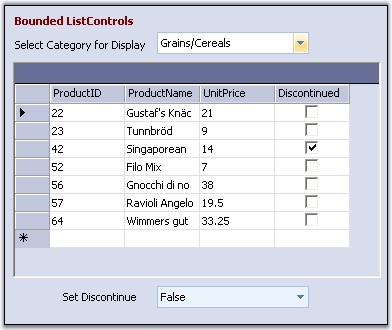 Bounded ListControls
Select Category for Display Grains/Cereals
ProductID ProductName UnitPrice Discontinued
22 Gustaf's Knäc 21
23 Tunnbröd 9
42 Singaporean 14
52 Filo Mix 7
56 Gnocchi di no 38
57 Ravioli Angelo 19.5
64 Wimmers gut 33.25
Set Discontinue False